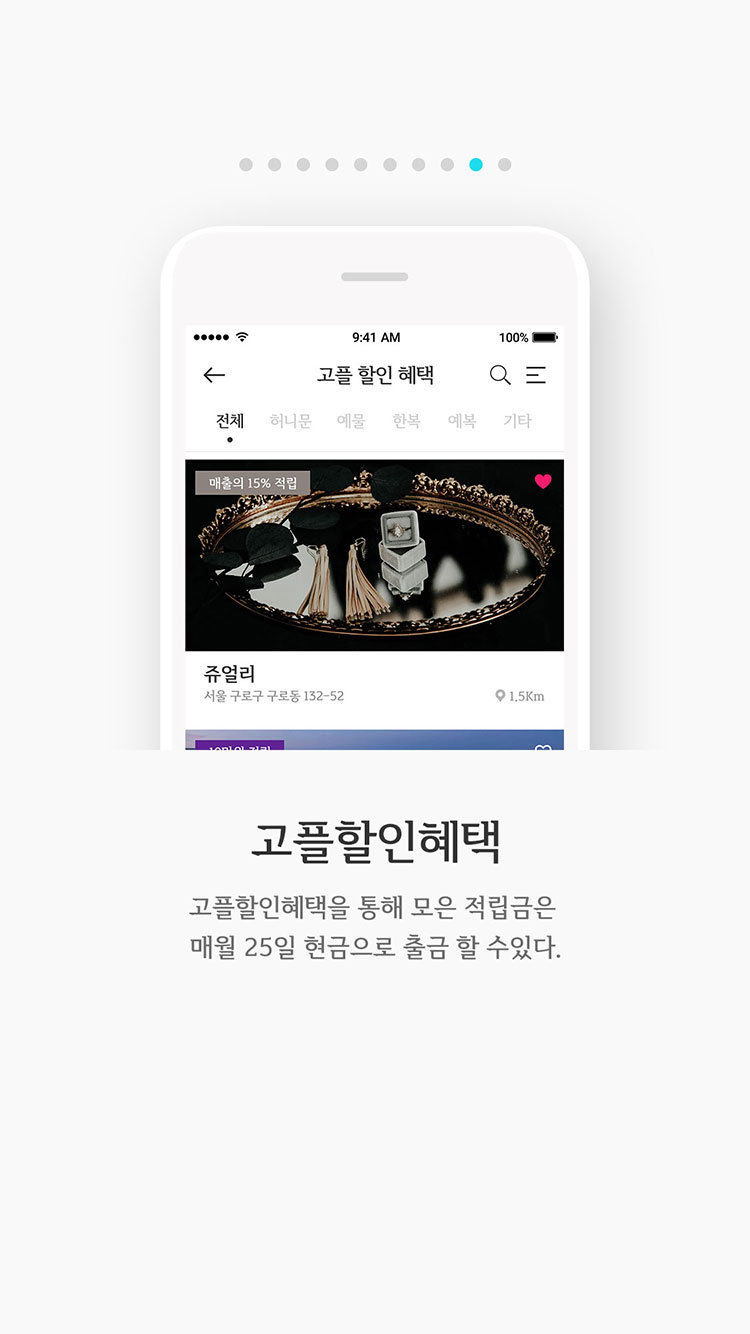 9:41 AM
100%
고플 할인 혜택
전체 허니문 예물 한복 예복 기타
매출의 15% 적립
쥬얼리
서울 구로구 구로동 132-52
1.5Km
고플할인혜택
고플할인혜택을 통해 모은 적립금은
매월 25일 현금으로 출금 할 수있다.